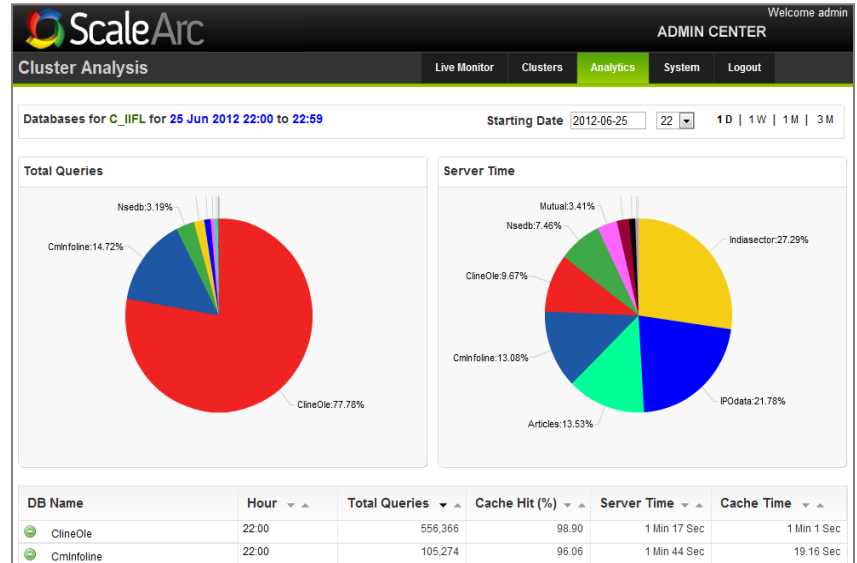 Welcome admin
ScaleArc
ADMIN CENTER
Cluster Analysis
Live Monitor Clusters Analytics System Logout
Databases for C_IIFL for 25 Jun 2012 22:00 to 22:59
Starting Date 2012-06-25 22 1 D | 1 W | 1 M | 3 M
Total Queries
Nsedb:3.19%
CmInfoline:14.72%
ClineOle:77.78%
Server Time
Mutual:3.41%
Nsedb:7.46%
Indiasector:27.29%
ClineOle:9.67%
CmInfoline:13.08%
IPOdata:21.78%
Articles:13.53%
DB Name Hour Total Queries Cache Hit (%) Server Time Cache Time
ClineOle 22:00 556,366 98.90 1 Min 17 Sec 1 Min 1 Sec
CmInfoline 22:00 105,274 96.06 1 Min 44 Sec 19.16 Sec